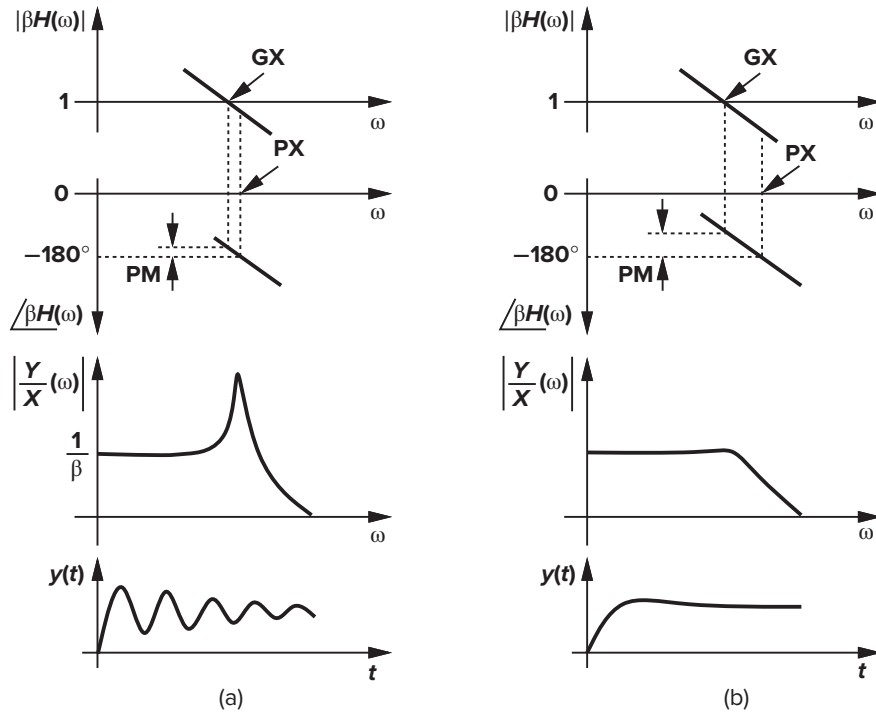 |βH(ω)|
GX
1
ω
PX
0
ω
−180°
PM
∠βH(ω)
|Y/X(ω)|
1/β
ω
y(t)
t
(a)
|βH(ω)|
GX
1
ω
PX
0
ω
−180°
PM
∠βH(ω)
|Y/X(ω)|
ω
y(t)
t
(b)